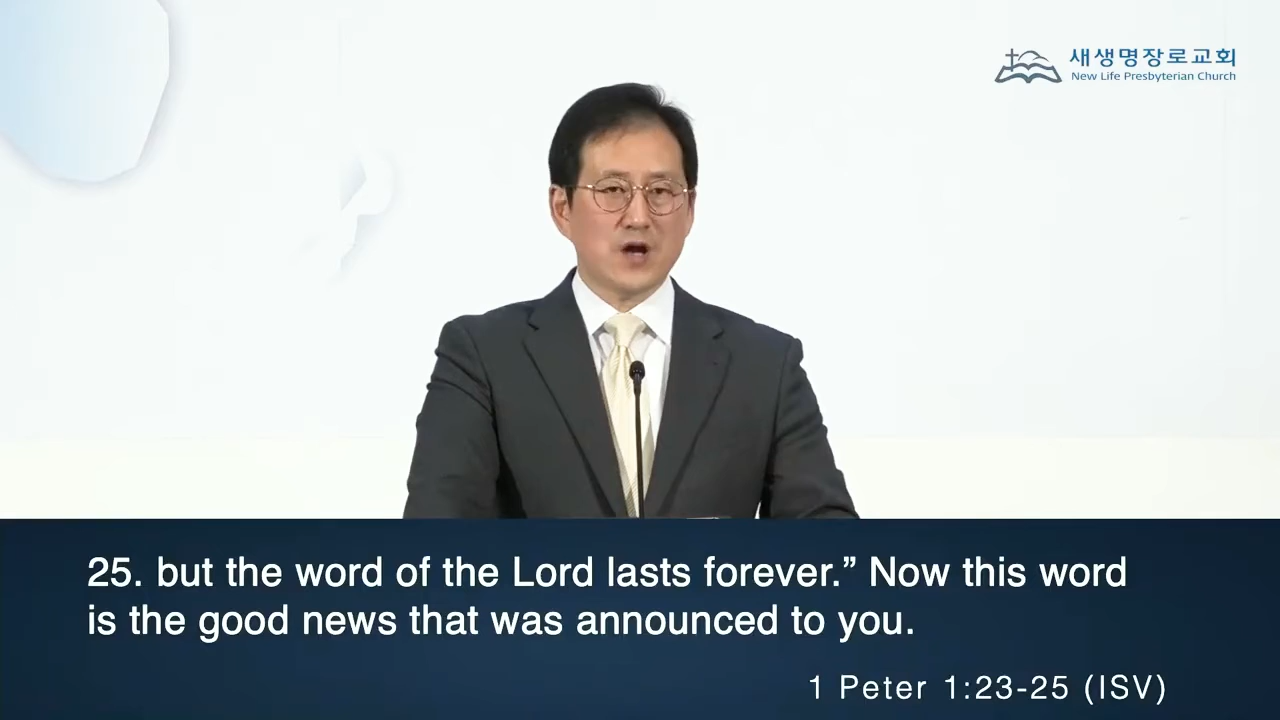 새생명장로교회
New Life Presbyterian Church
25. but the word of the Lord lasts forever.” Now this word
is the good news that was announced to you.
1 Peter 1:23-25 (ISV)